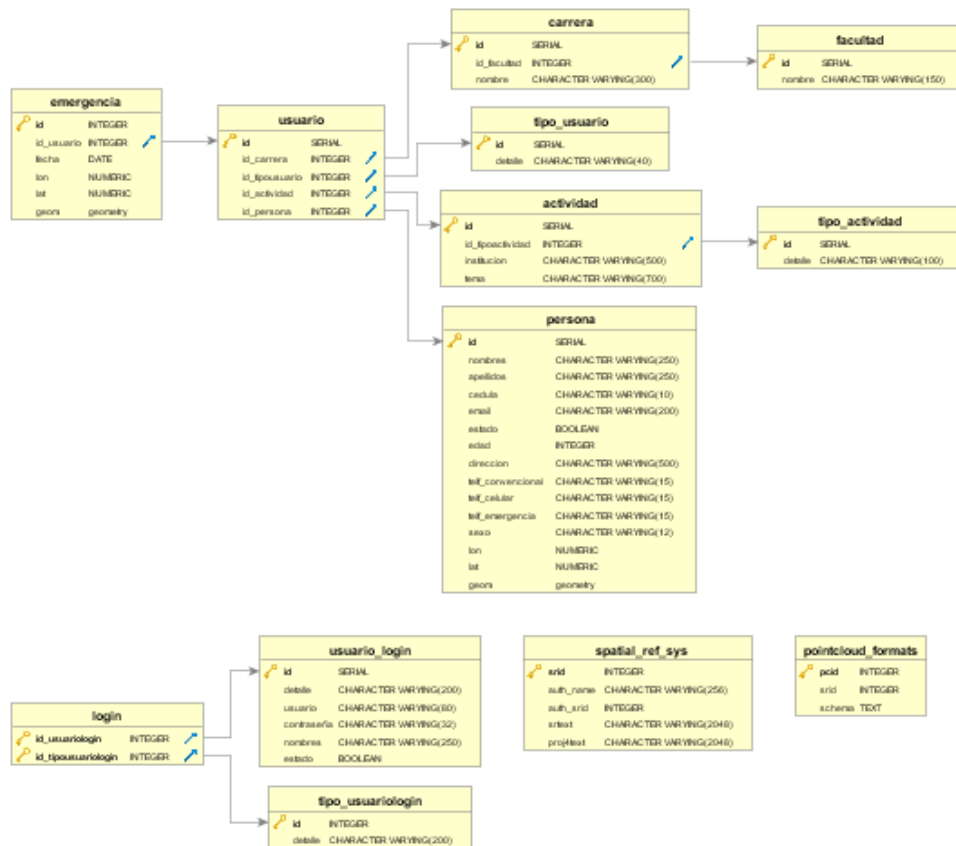 carrera
id SERIAL
id_facultad INTEGER
nombre CHARACTER VARYING(300)
facultad
id SERIAL
nombre CHARACTER VARYING(150)
emergencia
id INTEGER
id_usuario INTEGER
fecha DATE
lon NUMERIC
lat NUMERIC
geom geometry
usuario
id SERIAL
id_carrera INTEGER
id_tipousuario INTEGER
id_actividad INTEGER
id_persona INTEGER
tipo_usuario
id SERIAL
detalle CHARACTER VARYING(40)
actividad
id SERIAL
id_tipoactividad INTEGER
institucion CHARACTER VARYING(500)
tema CHARACTER VARYING(700)
tipo_actividad
id SERIAL
detalle CHARACTER VARYING(100)
persona
id SERIAL
nombres CHARACTER VARYING(250)
apellidos CHARACTER VARYING(250)
cedula CHARACTER VARYING(10)
email CHARACTER VARYING(200)
estado BOOLEAN
edad INTEGER
direccion CHARACTER VARYING(500)
telf_convencional CHARACTER VARYING(15)
telf_celular CHARACTER VARYING(15)
telf_emergencia CHARACTER VARYING(15)
sexo CHARACTER VARYING(12)
lon NUMERIC
lat NUMERIC
geom geometry
usuario_login
id SERIAL
detalle CHARACTER VARYING(200)
usuario CHARACTER VARYING(80)
contraseña CHARACTER VARYING(32)
nombres CHARACTER VARYING(250)
estado BOOLEAN
spatial_ref_sys
srid INTEGER
auth_name CHARACTER VARYING(256)
auth_srid INTEGER
srtext CHARACTER VARYING(2048)
proj4text CHARACTER VARYING(2048)
pointcloud_formats
pcid INTEGER
srid INTEGER
schema TEXT
login
id_usuariologin INTEGER
id_tipousuariologin INTEGER
tipo_usuariologin
id INTEGER
detalle CHARACTER VARYING(200)